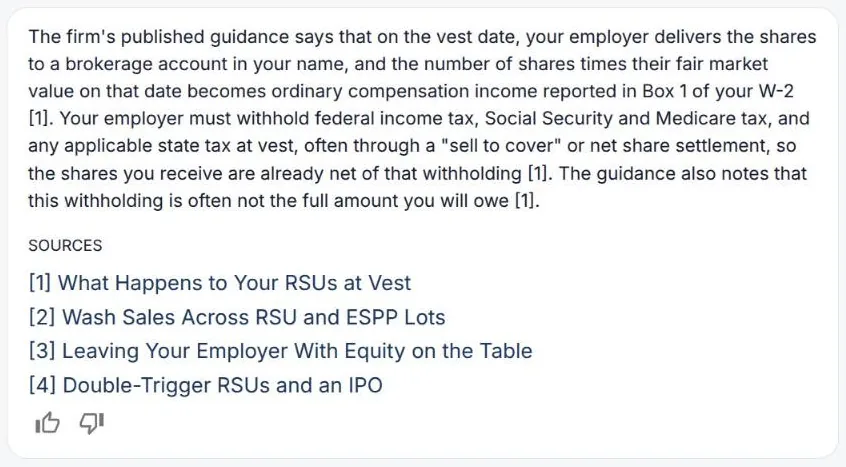 The firm's published guidance says that on the vest date, your employer delivers the shares
to a brokerage account in your name, and the number of shares times their fair market
value on that date becomes ordinary compensation income reported in Box 1 of your W-2
[1]. Your employer must withhold federal income tax, Social Security and Medicare tax, and
any applicable state tax at vest, often through a "sell to cover" or net share settlement, so
the shares you receive are already net of that withholding [1]. The guidance also notes that
this withholding is often not the full amount you will owe [1].
SOURCES
[1] What Happens to Your RSUs at Vest
[2] Wash Sales Across RSU and ESPP Lots
[3] Leaving Your Employer With Equity on the Table
[4] Double-Trigger RSUs and an IPO